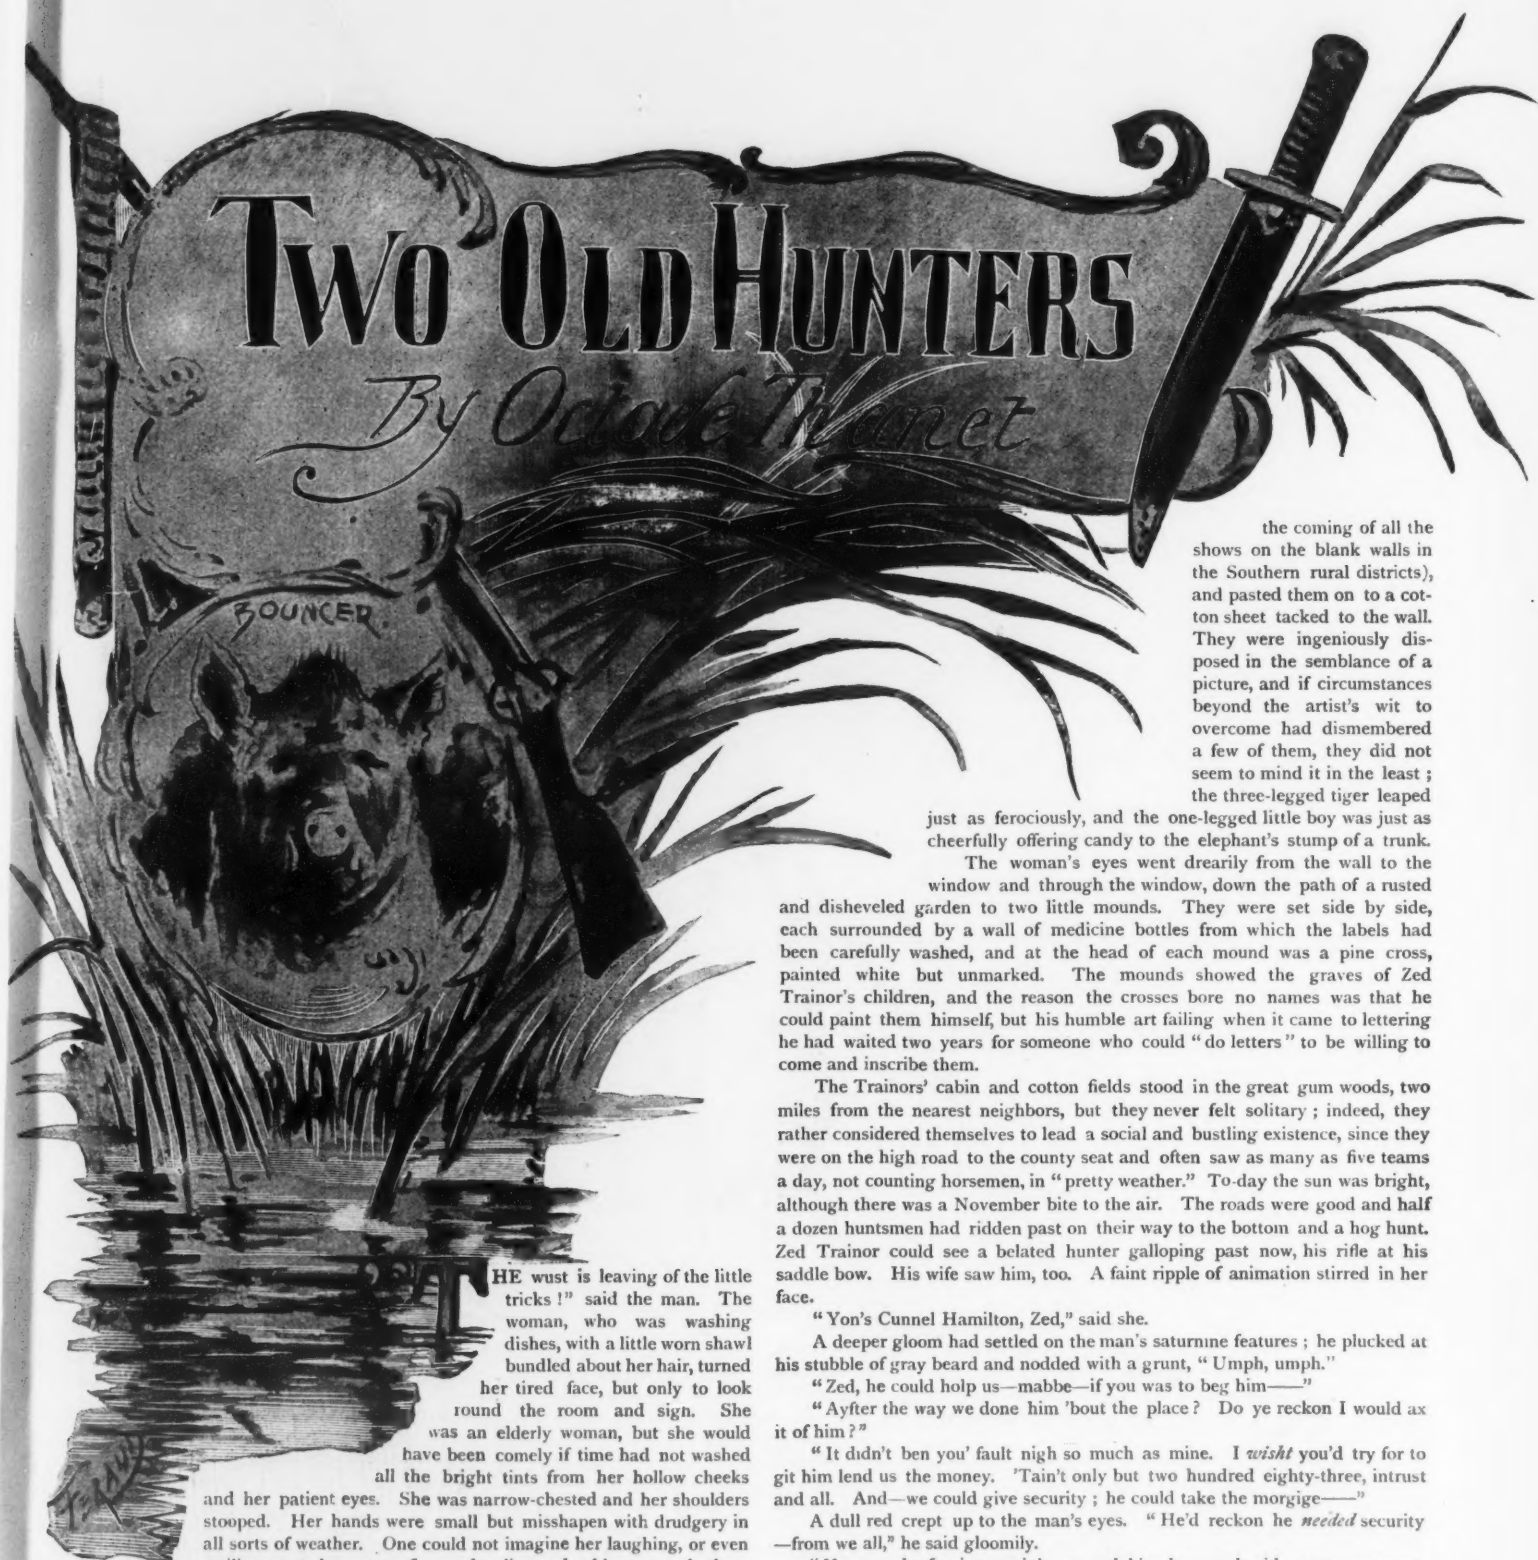 TWO OLD HUNTERS
By Octave Thanet
BOUNCER.
THE wust is leaving of the little
tricks!" said the man. The
woman, who was washing
dishes, with a little worn shawl
bundled about her hair, turned
her tired face, but only to look
round the room and sign. She
was an elderly woman, but she would
have been comely if time had not washed
all the bright tints from her hollow cheeks
and her patient eyes. She was narrow-chested and her shoulders
stooped. Her hands were small but misshapen with drudgery in
all sorts of weather. One could not imagine her laughing, or even
the coming of all the
shows on the blank walls in
the Southern rural districts),
and pasted them on to a cot-
ton sheet tacked to the wall.
They were ingeniously dis-
posed in the semblance of a
picture, and if circumstances
beyond the artist's wit to
overcome had dismembered
a few of them, they did not
seem to mind it in the least;
the three-legged tiger leaped
just as ferociously, and the one-legged little boy was just as
cheerfully offering candy to the elephant's stump of a trunk.
The woman's eyes went drearily from the wall to the
window and through the window, down the path of a rusted
and disheveled garden to two little mounds. They were set side by side,
each surrounded by a wall of medicine bottles from which the labels had
been carefully washed, and at the head of each mound was a pine cross,
painted white but unmarked. The mounds showed the graves of Zed
Trainor's children, and the reason the crosses bore no names was that he
could paint them himself, but his humble art failing when it came to lettering
he had waited two years for someone who could "do letters" to be willing to
come and inscribe them.
The Trainors' cabin and cotton fields stood in the great gum woods, two
miles from the nearest neighbors, but they never felt solitary; indeed, they
rather considered themselves to lead a social and bustling existence, since they
were on the high road to the county seat and often saw as many as five teams
a day, not counting horsemen, in "pretty weather." To-day the sun was bright,
although there was a November bite to the air. The roads were good and half
a dozen huntsmen had ridden past on their way to the bottom and a hog hunt.
Zed Trainor could see a belated hunter galloping past now, his rifle at his
saddle bow. His wife saw him, too. A faint ripple of animation stirred in her
face.
"Yon's Cunnel Hamilton, Zed," said she.
A deeper gloom had settled on the man's saturnine features; he plucked at
his stubble of gray beard and nodded with a grunt, "Umph, umph."
"Zed, he could holp us—mabbe—if you was to beg him——"
"Ayfter the way we done him 'bout the place? Do ye reckon I would ax
it of him?"
"It didn't ben you' fault nigh so much as mine. I wisht you'd try for to
git him lend us the money. 'Tain't only but two hundred eighty-three, intrust
and all. And—we could give security; he could take the morgige——"
A dull red crept up to the man's eyes. "He'd reckon he needed security
—from we all," he said gloomily.